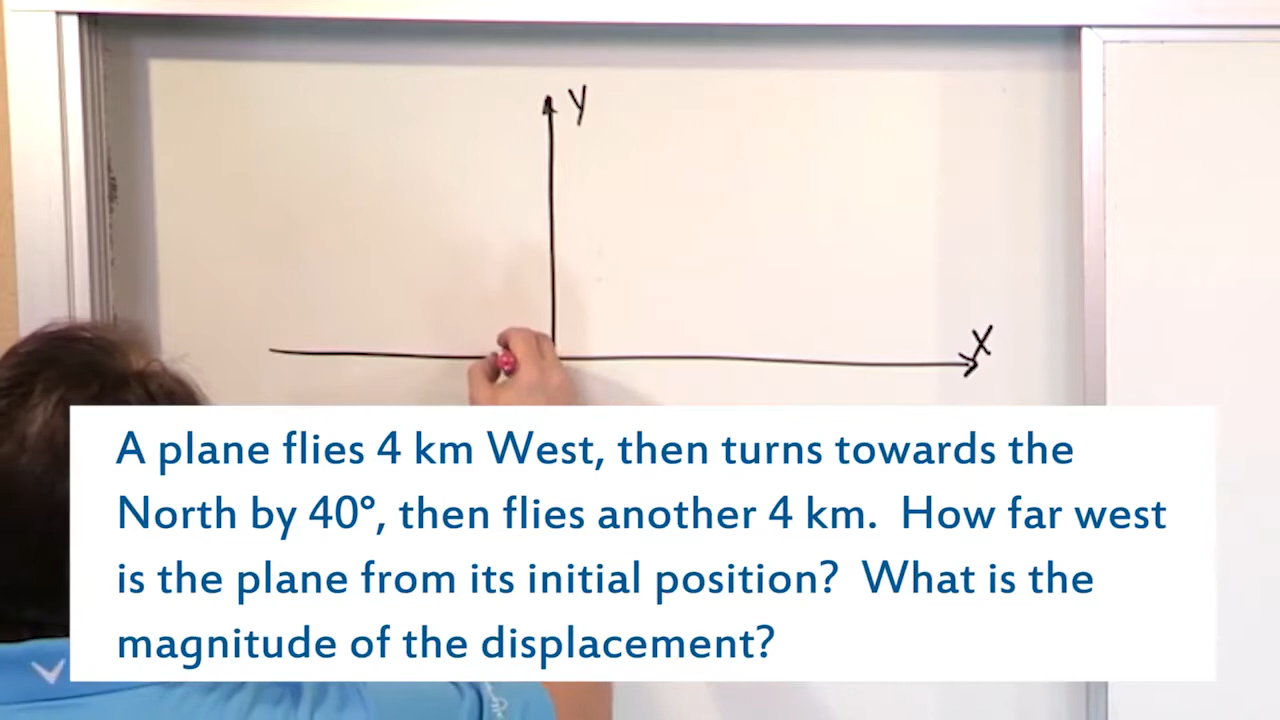 Y
X
A plane flies 4 km West, then turns towards the
North by 40°, then flies another 4 km. How far west
is the plane from its initial position? What is the
magnitude of the displacement?